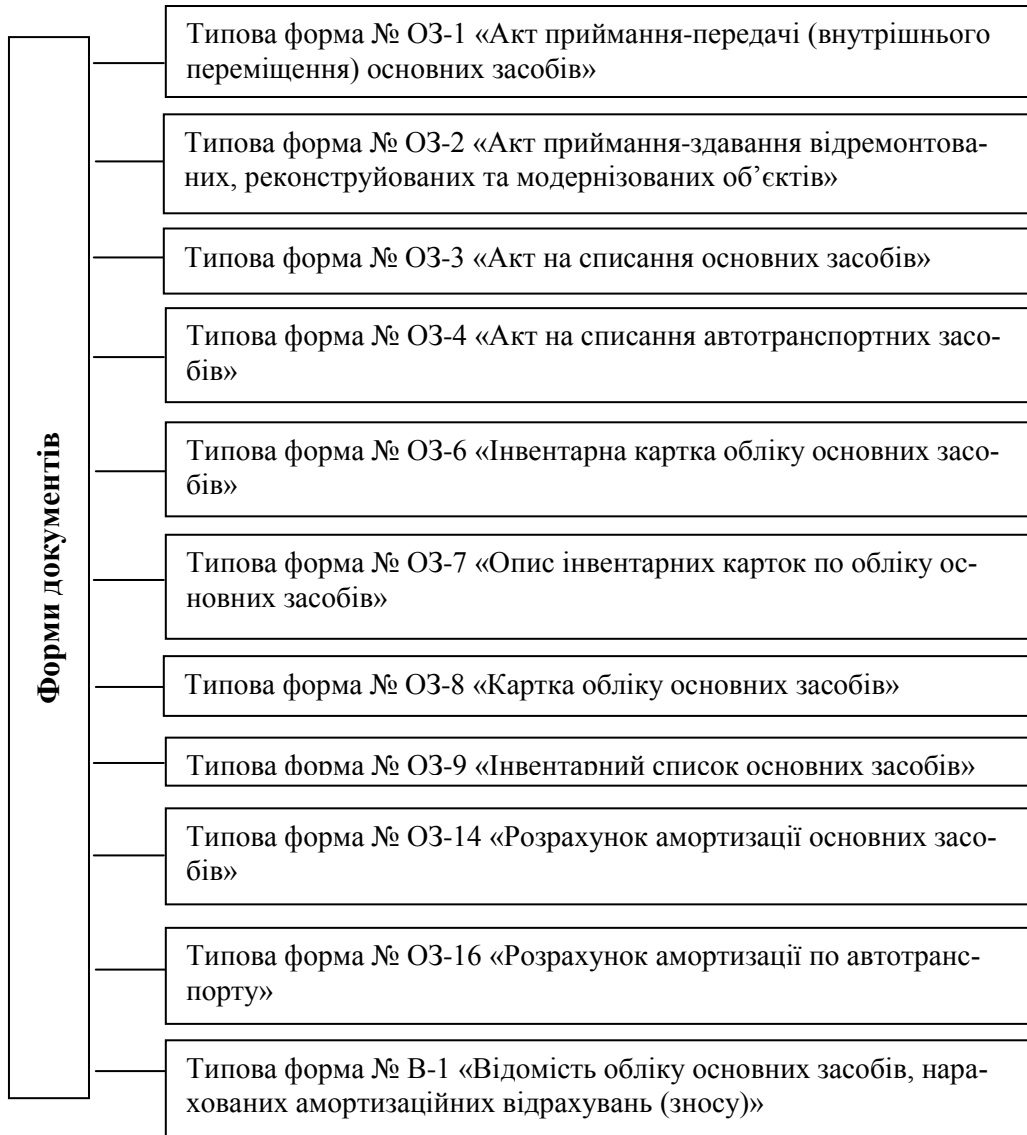 Форми документів
Типова форма № ОЗ-1 «Акт приймання-передачі (внутрішнього
переміщення) основних засобів»
Типова форма № ОЗ-2 «Акт приймання-здавання відремонтова-
них, реконструйованих та модернізованих об’єктів»
Типова форма № ОЗ-3 «Акт на списання основних засобів»
Типова форма № ОЗ-4 «Акт на списання автотранспортних засо-
бів»
Типова форма № ОЗ-6 «Інвентарна картка обліку основних засо-
бів»
Типова форма № ОЗ-7 «Опис інвентарних карток по обліку ос-
новних засобів»
Типова форма № ОЗ-8 «Картка обліку основних засобів»
Типова форма № ОЗ-9 «Інвентарний список основних засобів»
Типова форма № ОЗ-14 «Розрахунок амортизації основних засо-
бів»
Типова форма № ОЗ-16 «Розрахунок амортизації по автотранс-
порту»
Типова форма № В-1 «Відомість обліку основних засобів, нара-
хованих амортизаційних відрахувань (зносу)»